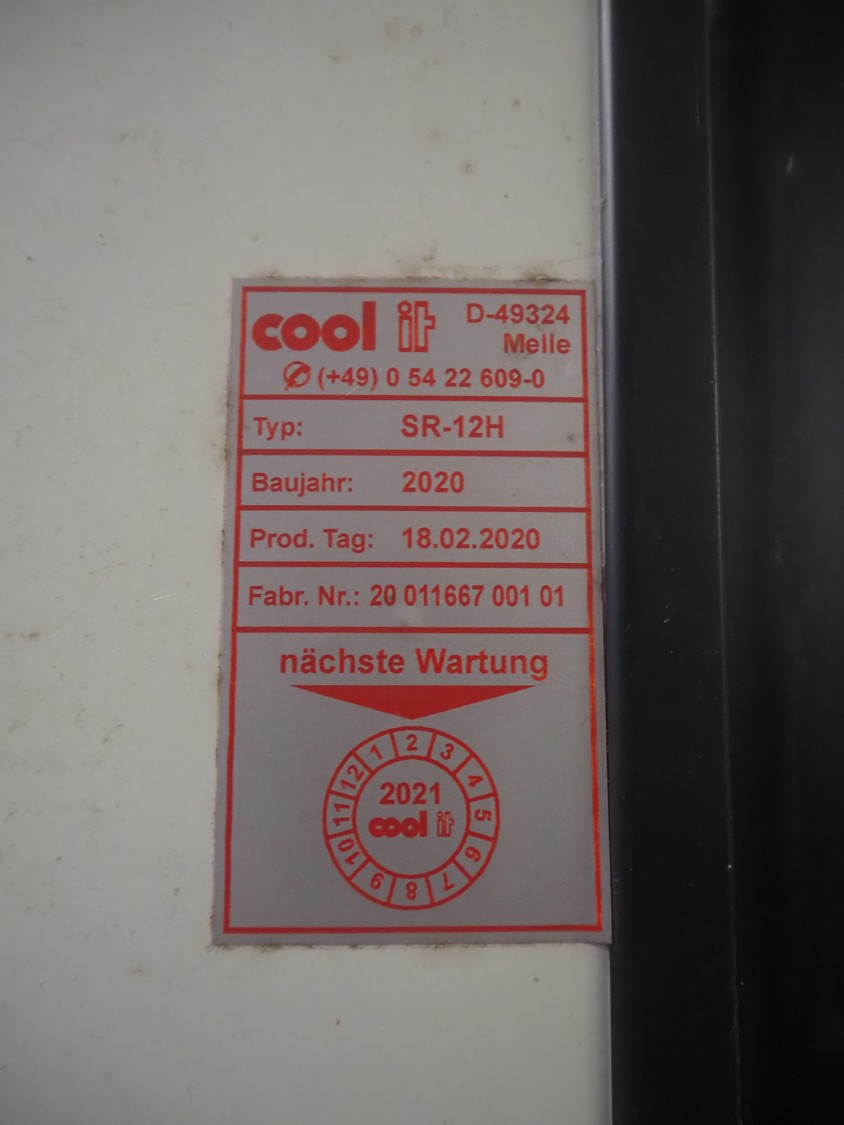 cool it D-49324
Melle
(+49) 0 54 22 609-0
Typ: SR-12H
Baujahr: 2020
Prod. Tag: 18.02.2020
Fabr. Nr.: 20 011667 001 01
nächste Wartung
1 2 3 4 5 6 7 8 9 10 11 12
2021
cool it